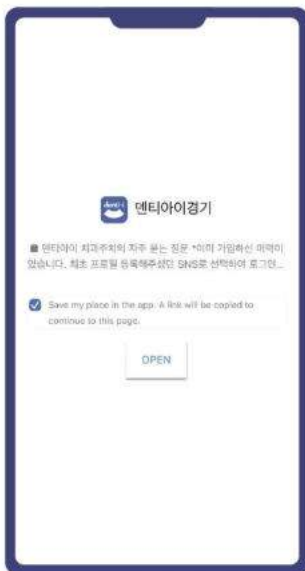 denti-i
덴티아이경기
■ 덴티아이 치과주치의 자주 묻는 질문 *이미 가입하신 이력이
있습니다. 최초 프로필 등록해주셨던 SNS로 선택하여 로그인...
Save my place in the app. A link will be copied to
continue to this page.
OPEN